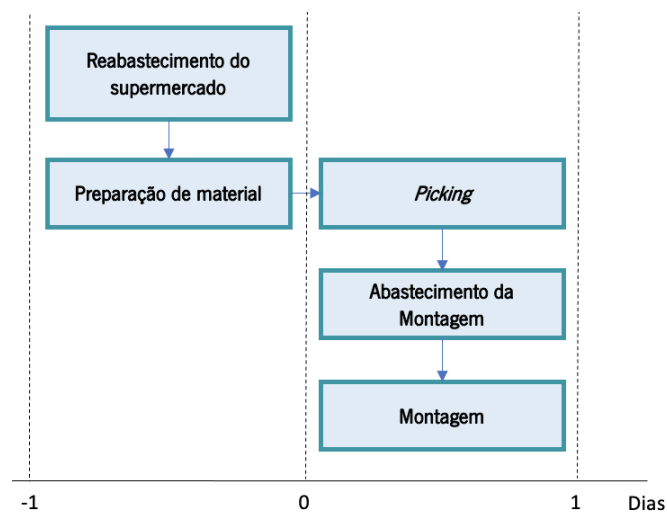 Reabastecimento do
supermercado
Preparação de material
Picking
Abastecimento da
Montagem
Montagem
-1
0
1
Dias